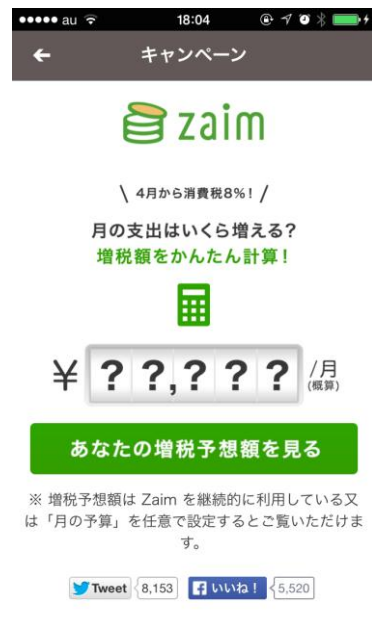 au 18:04
キャンペーン
zaim
\ 4月から消費税8%! /
月の支出はいくら増える?
増税額をかんたん計算!
¥ ??,??? /月
(概算)
あなたの増税予想額を見る
※ 増税予想額は Zaim を継続的に利用している又
は「月の予算」を任意で設定するとご覧いただけま
す。
Tweet 8,153 いいね! 5,520